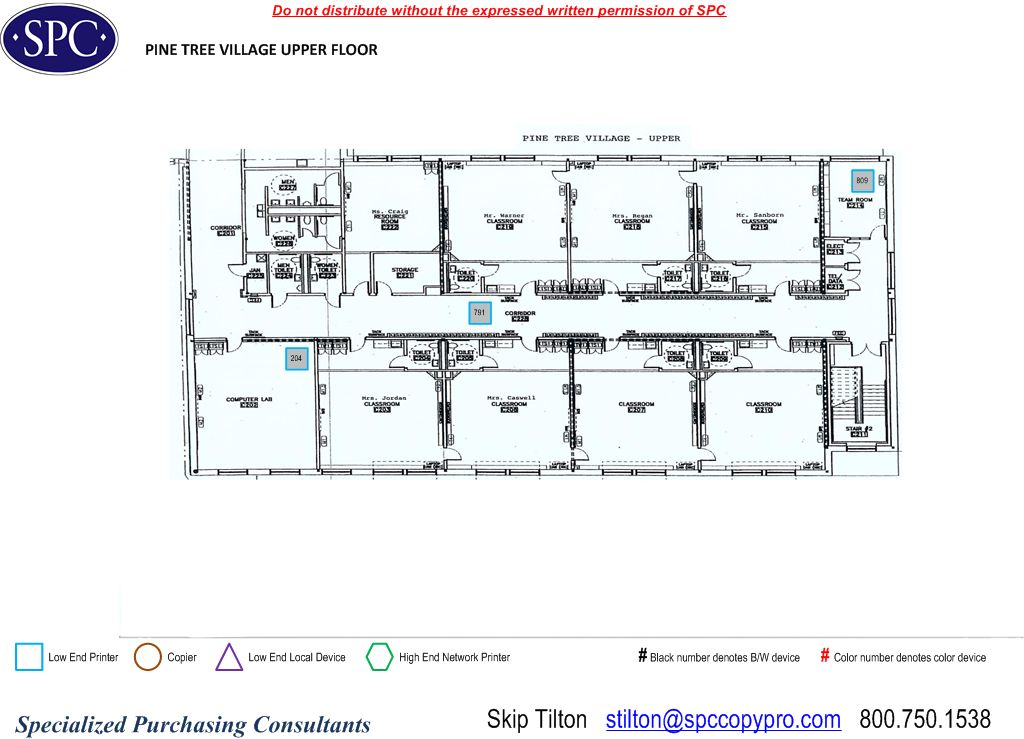 Do not distribute without the expressed written permission of SPC
SPC
PINE TREE VILLAGE UPPER FLOOR
PINE TREE VILLAGE - UPPER
MEN
WOMEN
CORRIDOR
JAN
MEN TOILET
WOMEN TOILET
Ms. Craig
RESOURCE
ROOM
STORAGE
Mr. Warner
CLASSROOM
TOILET
Mrs. Regan
CLASSROOM
TOILET
TOILET
Mr. Sanborn
CLASSROOM
809
TEAM ROOM
ELECT
TEL/
DATA
791
CORRIDOR
204
COMPUTER LAB
TOILET
TOILET
Mrs. Jordan
CLASSROOM
Mrs. Caswell
CLASSROOM
TOILET
TOILET
CLASSROOM
CLASSROOM
STAIR #2
Low End Printer
Copier
Low End Local Device
High End Network Printer
# Black number denotes B/W device
# Color number denotes color device
Specialized Purchasing Consultants
Skip Tilton stilton@spccopypro.com 800.750.1538